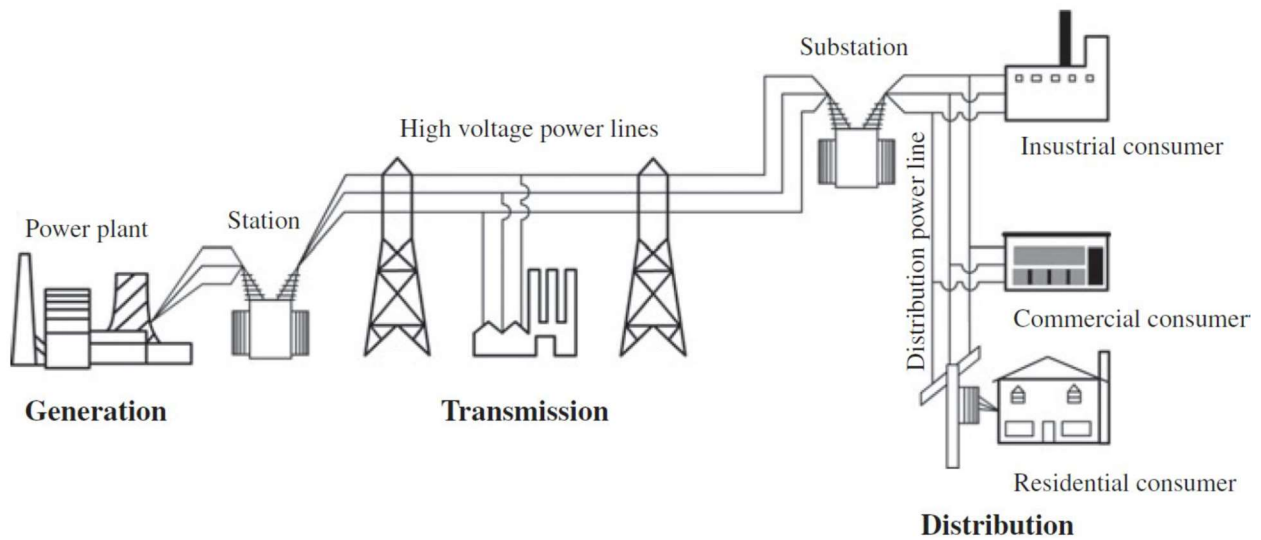 Substation
High voltage power lines
Insustrial consumer
Station
Power plant
Distribution power line
Commercial consumer
Generation
Transmission
Residential consumer
Distribution